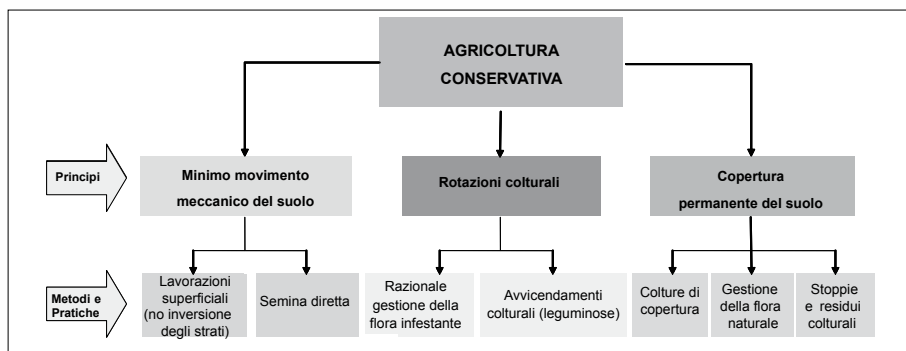 AGRICOLTURA
CONSERVATIVA
Principi
Minimo movimento
meccanico del suolo
Rotazioni colturali
Copertura
permanente del suolo
Metodi e
Pratiche
Lavorazioni
superficiali
(no inversione
degli strati)
Semina diretta
Razionale
gestione della
flora infestante
Avvicendamenti
colturali (leguminose)
Colture di
copertura
Gestione
della flora
naturale
Stoppie
e residui
colturali